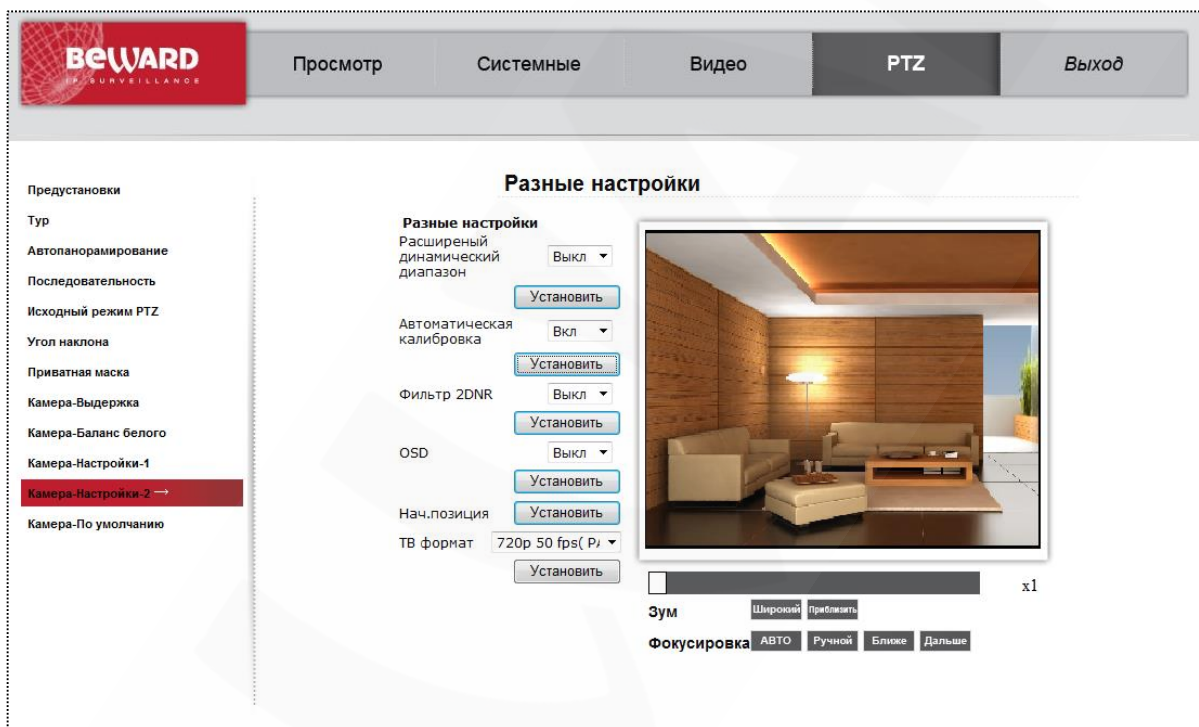 BEWARD
IP SURVEILLANCE
Просмотр
Системные
Видео
PTZ
Выход
Предустановки
Тур
Автопанорамирование
Последовательность
Исходный режим PTZ
Угол наклона
Приватная маска
Камера-Выдержка
Камера-Баланс белого
Камера-Настройки-1
Камера-Настройки-2 →
Камера-По умолчанию
Разные настройки
Разные настройки
Расширеный
динамический
диапазон
Выкл
Установить
Автоматическая
калибровка
Вкл
Установить
Фильтр 2DNR
Выкл
Установить
OSD
Выкл
Установить
Нач.позиция
Установить
ТВ формат
720p 50 fps( P/
Установить
x1
Зум
Широкий
Приблизить
Фокусировка
АВТО
Ручной
Ближе
Дальше